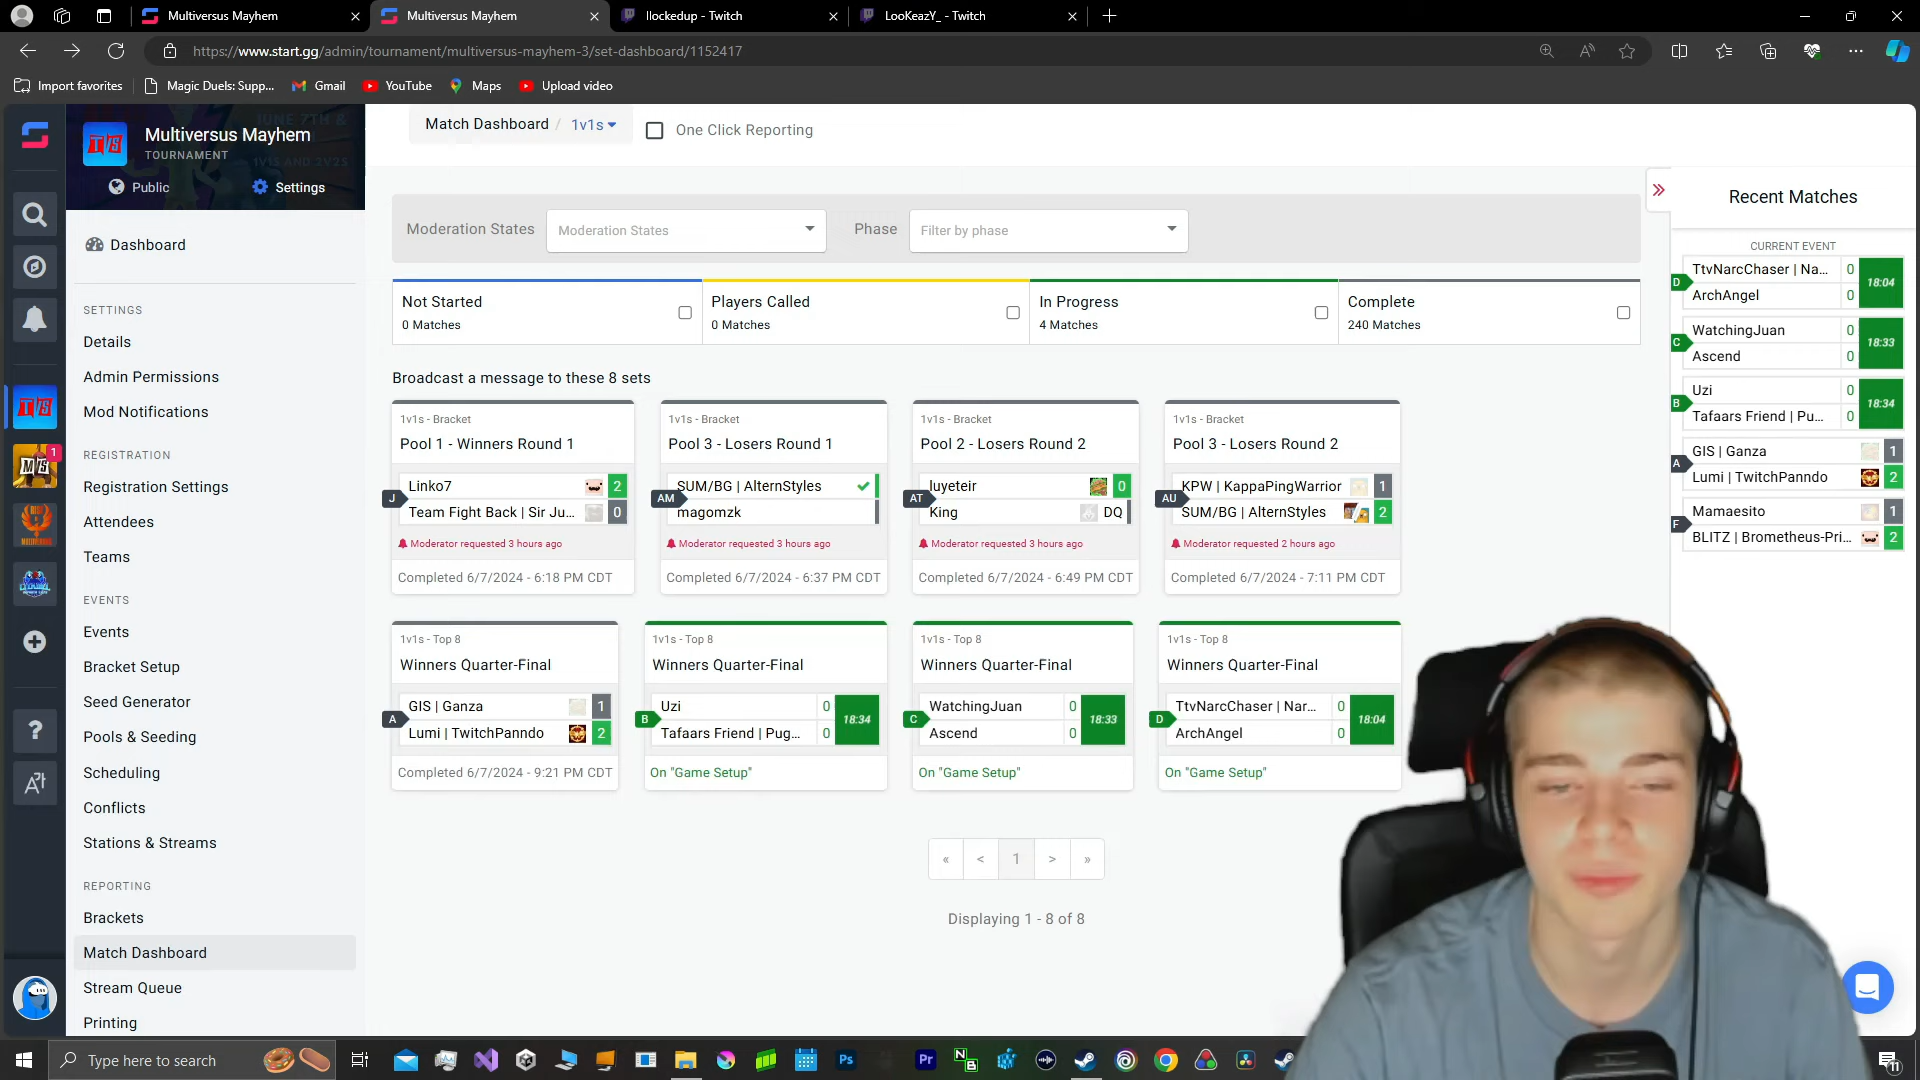 Multiversus Mayhem
Multiversus Mayhem
llockedup - Twitch
LooKeazY_ - Twitch
https://www.start.gg/admin/tournament/multiversus-mayhem-3/set-dashboard/1152417
Import favorites
Magic Duels: Supp...
Gmail
YouTube
Maps
Upload video
JUNE 7TH &
1V1S AND 2V2S
Multiversus Mayhem
TOURNAMENT
Public
Settings
Dashboard
SETTINGS
Details
Admin Permissions
Mod Notifications
REGISTRATION
Registration Settings
Attendees
Teams
EVENTS
Events
Bracket Setup
Seed Generator
Pools & Seeding
Scheduling
Conflicts
Stations & Streams
REPORTING
Brackets
Match Dashboard
Stream Queue
Printing
1
Match Dashboard / 1v1s
One Click Reporting
Moderation States
Moderation States
Phase
Filter by phase
Not Started
0 Matches
Players Called
0 Matches
In Progress
4 Matches
Complete
240 Matches
Broadcast a message to these 8 sets
1v1s - Bracket
Pool 1 - Winners Round 1
J
Linko7 2
Team Fight Back | Sir Ju... 0
Moderator requested 3 hours ago
Completed 6/7/2024 - 6:18 PM CDT
1v1s - Bracket
Pool 3 - Losers Round 1
AM
SUM/BG | AlternStyles
magomzk
Moderator requested 3 hours ago
Completed 6/7/2024 - 6:37 PM CDT
1v1s - Bracket
Pool 2 - Losers Round 2
AT
luyeteir 0
King DQ
Moderator requested 3 hours ago
Completed 6/7/2024 - 6:49 PM CDT
1v1s - Bracket
Pool 3 - Losers Round 2
AU
KPW | KappaPingWarrior 1
SUM/BG | AlternStyles 2
Moderator requested 2 hours ago
Completed 6/7/2024 - 7:11 PM CDT
1v1s - Top 8
Winners Quarter-Final
A
GIS | Ganza 1
Lumi | TwitchPanndo 2
Completed 6/7/2024 - 9:21 PM CDT
1v1s - Top 8
Winners Quarter-Final
B
Uzi 0
Tafaars Friend | Pug... 0
18:34
On "Game Setup"
1v1s - Top 8
Winners Quarter-Final
C
WatchingJuan 0
Ascend 0
18:33
On "Game Setup"
1v1s - Top 8
Winners Quarter-Final
D
TtvNarcChaser | Nar... 0
ArchAngel 0
18:04
On "Game Setup"
« < 1 > »
Displaying 1 - 8 of 8
Recent Matches
CURRENT EVENT
D
TtvNarcChaser | Na... 0
ArchAngel 0
18:04
C
WatchingJuan 0
Ascend 0
18:33
B
Uzi 0
Tafaars Friend | Pu... 0
18:34
A
GIS | Ganza 1
Lumi | TwitchPanndo 2
F
Mamaesito 1
BLITZ | Brometheus-Pri... 2
Type here to search
Ps
Pr
N
B
11